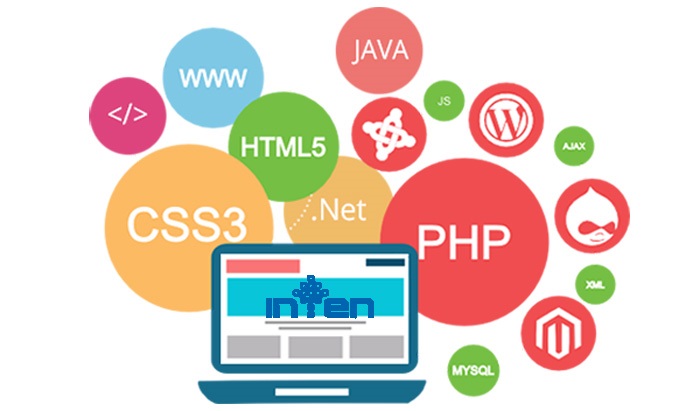 JAVA
WWW
</>
JS
HTML5
AJAX
CSS3
.Net
PHP
XML
inten
MYSQL